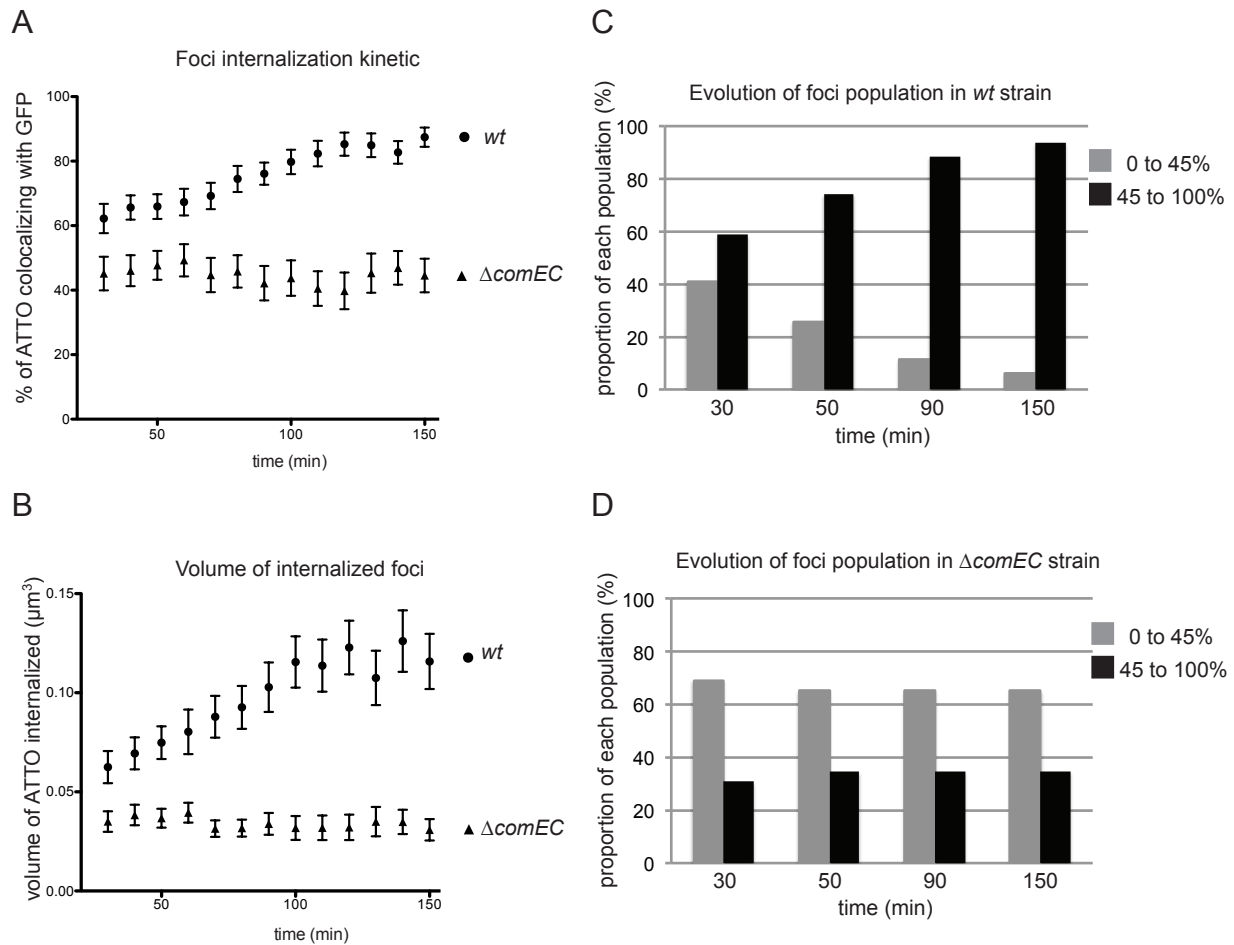 A
Foci internalization kinetic
% of ATTO colocalizing with GFP
100
80
60
40
20
0
50
100
150
time (min)
wt
ΔcomEC
B
Volume of internalized foci
volume of ATTO internalized (µm³)
0.15
0.10
0.05
0.00
50
100
150
time (min)
wt
ΔcomEC
C
Evolution of foci population in wt strain
proportion of each population (%)
100
80
60
40
20
0
30
50
90
150
time (min)
0 to 45%
45 to 100%
D
Evolution of foci population in ΔcomEC strain
proportion of each population (%)
100
80
60
40
20
0
30
50
90
150
time (min)
0 to 45%
45 to 100%